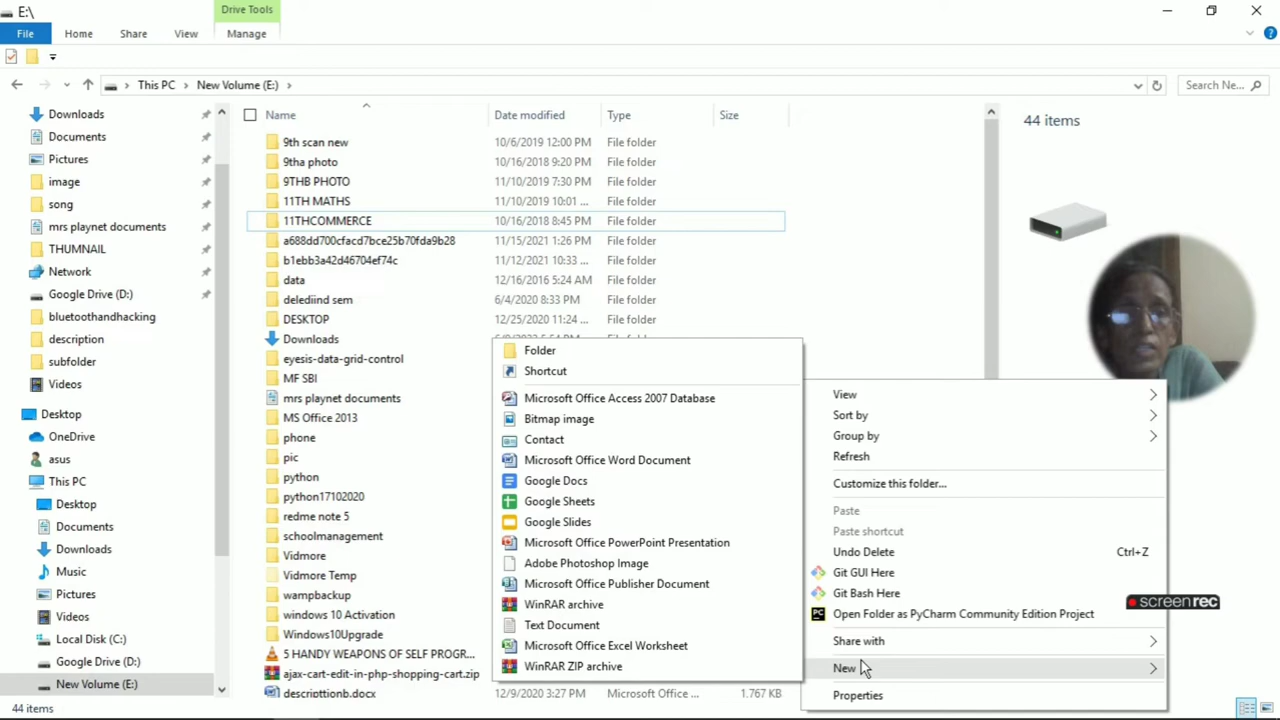 E:\
Drive Tools
File Home Share View Manage
This PC > New Volume (E:) >
Search Ne...
Downloads
Documents
Pictures
image
song
mrs playnet documents
THUMNAIL
Network
Google Drive (D:)
bluetoothandhacking
description
subfolder
Videos
Desktop
OneDrive
asus
This PC
Desktop
Documents
Downloads
Music
Pictures
Videos
Local Disk (C:)
Google Drive (D:)
New Volume (E:)
Name Date modified Type Size
9th scan new 10/6/2019 12:00 PM File folder
9tha photo 10/16/2018 9:20 PM File folder
9THB PHOTO 11/10/2019 7:30 PM File folder
11TH MATHS 11/10/2019 10:01 ... File folder
11THCOMMERCE 10/16/2018 8:45 PM File folder
a688dd700cfacd7bce25b70fda9b28 11/15/2021 1:26 PM File folder
b1ebb3a42d46704ef74c 11/12/2021 10:33 ... File folder
data 12/16/2016 5:24 AM File folder
delediind sem 6/4/2020 8:33 PM File folder
DESKTOP 12/25/2020 11:24 ... File folder
Downloads
eyesis-data-grid-control
MF SBI
mrs playnet documents
MS Office 2013
phone
pic
python
python17102020
redme note 5
schoolmanagement
Vidmore
Vidmore Temp
wampbackup
windows 10 Activation
Windows10Upgrade
5 HANDY WEAPONS OF SELF PROGR...
ajax-cart-edit-in-php-shopping-cart.zip
descripttionb.docx 12/9/2020 3:27 PM Microsoft Office ... 1,767 KB
Folder
Shortcut
Microsoft Office Access 2007 Database
Bitmap image
Contact
Microsoft Office Word Document
Google Docs
Google Sheets
Google Slides
Microsoft Office PowerPoint Presentation
Adobe Photoshop Image
Microsoft Office Publisher Document
WinRAR archive
Text Document
Microsoft Office Excel Worksheet
WinRAR ZIP archive
View
Sort by
Group by
Refresh
Customize this folder...
Paste
Paste shortcut
Undo Delete Ctrl+Z
Git GUI Here
Git Bash Here
PC Open Folder as PyCharm Community Edition Project
Share with
New
Properties
44 items
screenrec
44 items